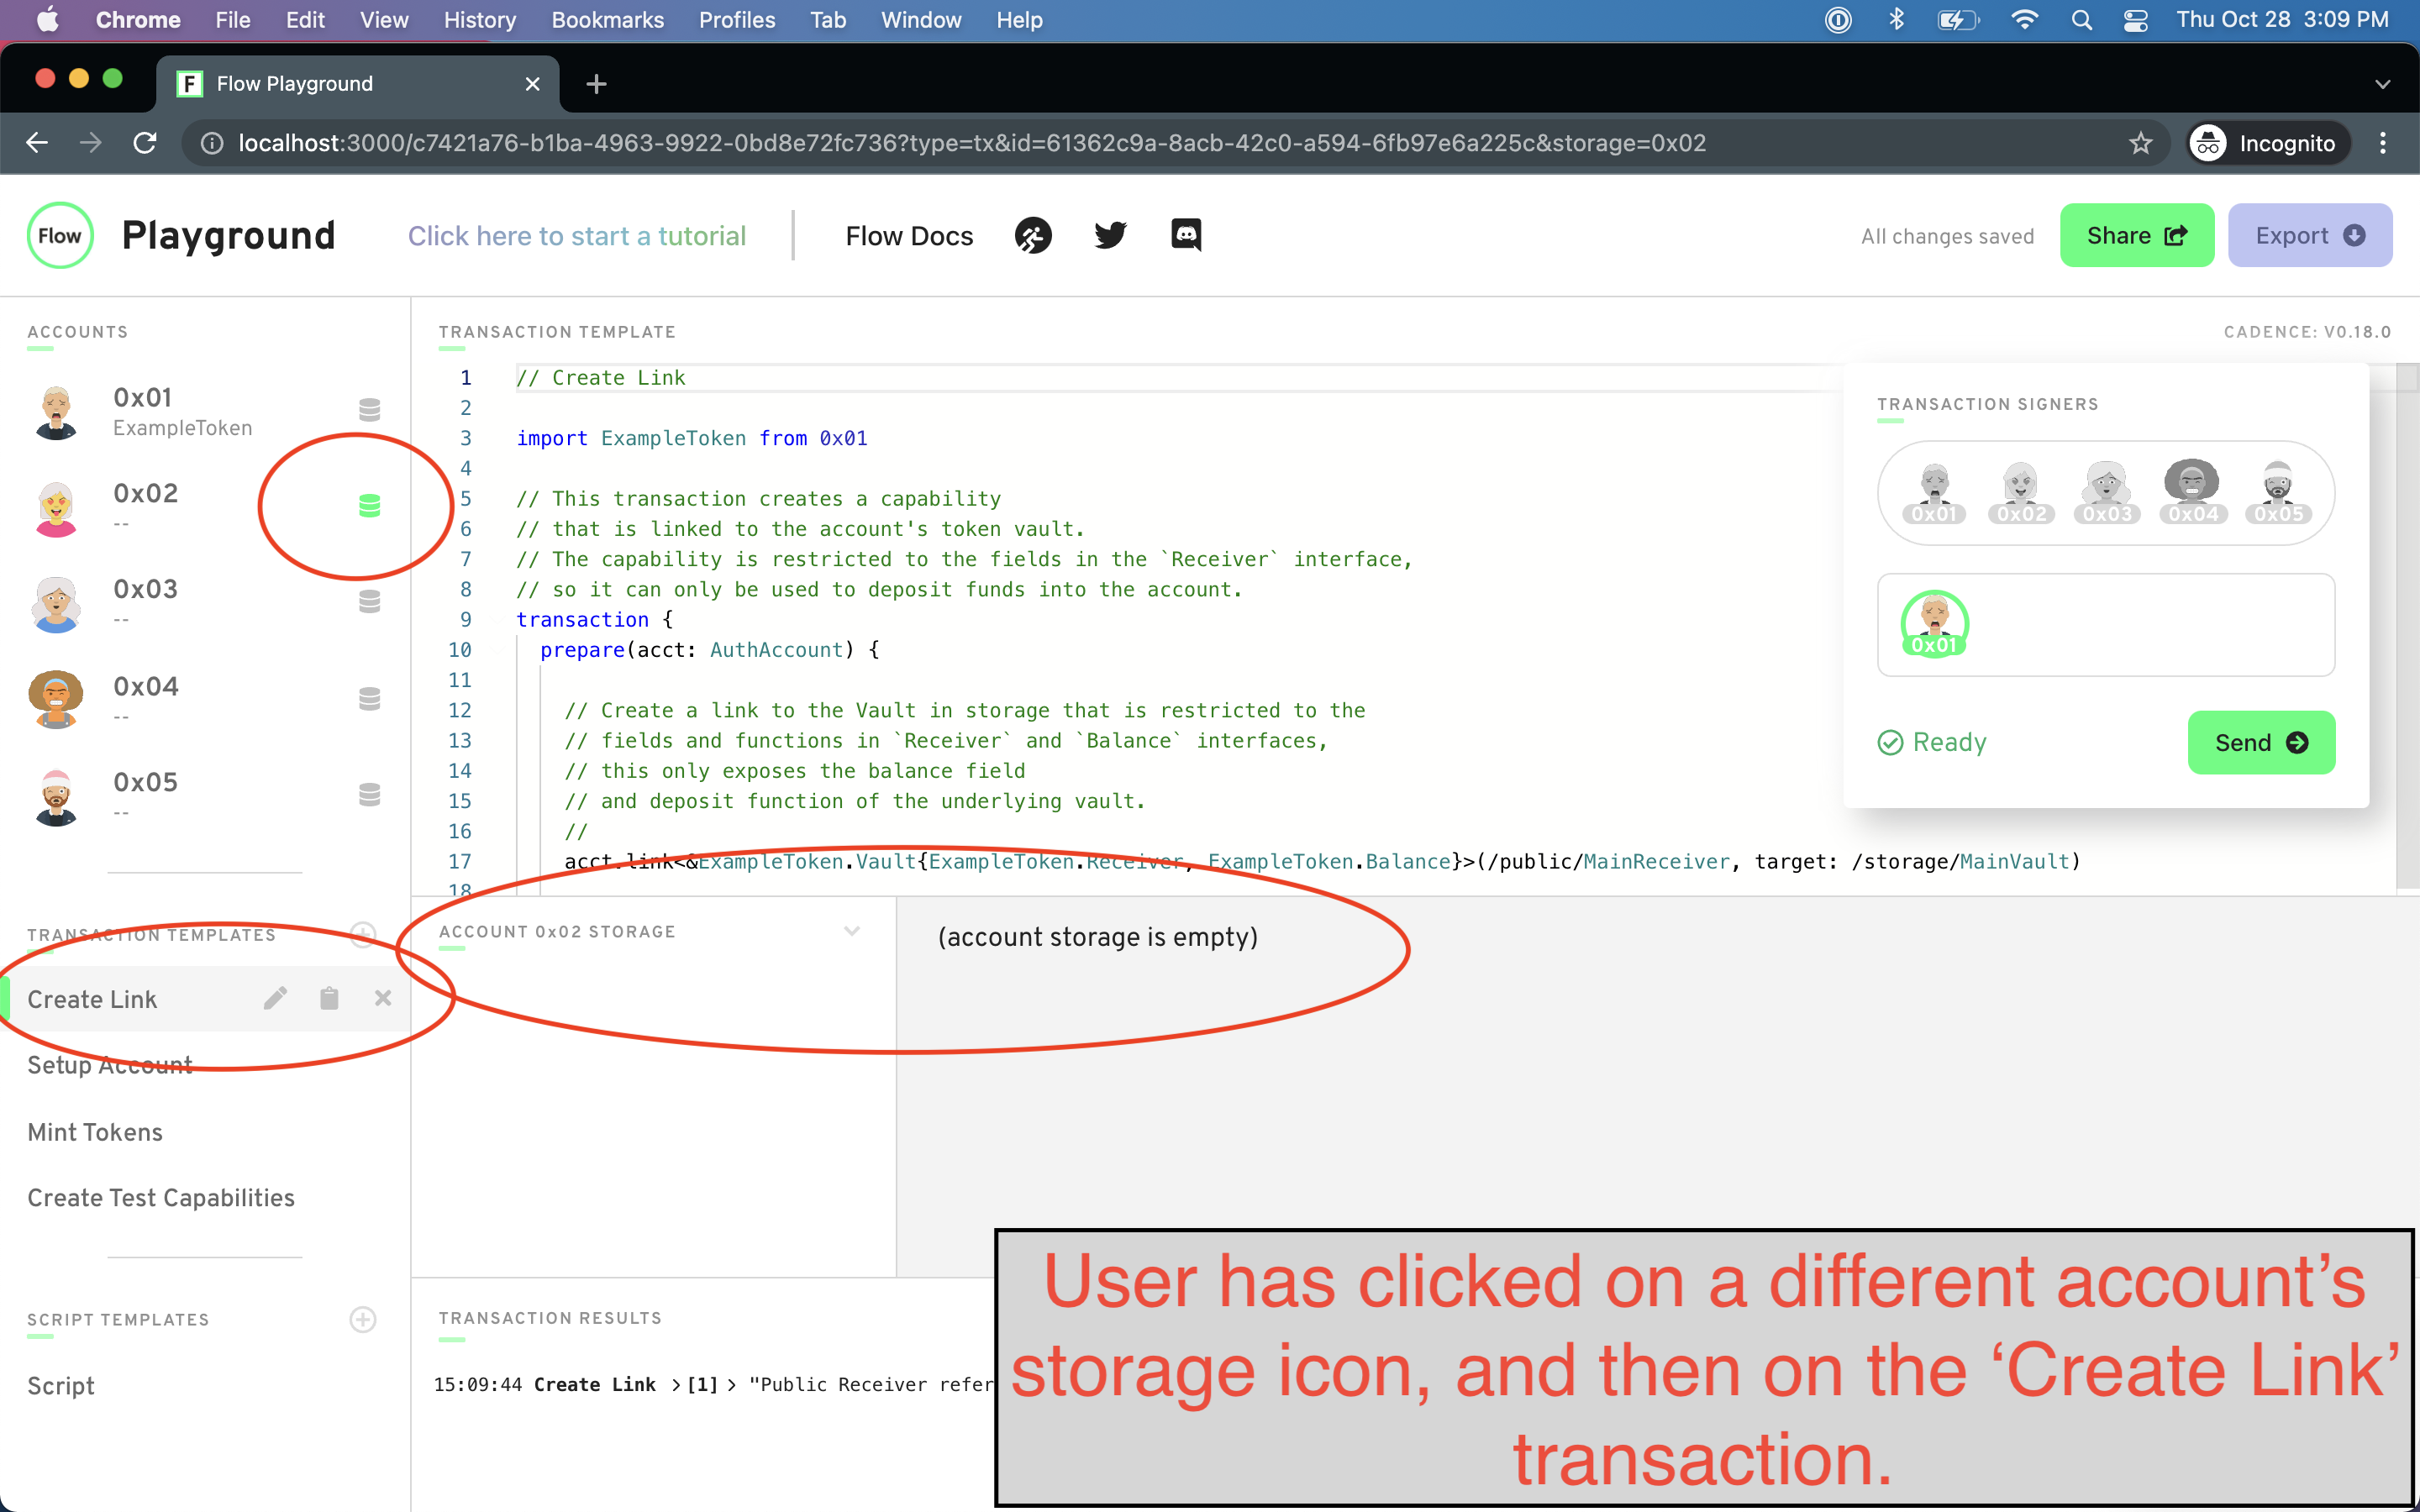 Chrome File Edit View History Bookmarks Profiles Tab Window Help Thu Oct 28 3:09 PM
F Flow Playground
localhost:3000/c7421a76-b1ba-4963-9922-0bd8e72fc736?type=tx&id=61362c9a-8acb-42c0-a594-6fb97e6a225c&storage=0x02 Incognito
Flow Playground Click here to start a tutorial Flow Docs All changes saved Share Export
ACCOUNTS
0x01
ExampleToken
0x02
--
0x03
--
0x04
--
0x05
--
TRANSACTION TEMPLATES
Create Link
Setup Account
Mint Tokens
Create Test Capabilities
SCRIPT TEMPLATES
Script
TRANSACTION TEMPLATE CADENCE: V0.18.0
1 // Create Link
2
3 import ExampleToken from 0x01
4
5 // This transaction creates a capability
6 // that is linked to the account's token vault.
7 // The capability is restricted to the fields in the `Receiver` interface,
8 // so it can only be used to deposit funds into the account.
9 transaction {
10 prepare(acct: AuthAccount) {
11
12 // Create a link to the Vault in storage that is restricted to the
13 // fields and functions in `Receiver` and `Balance` interfaces,
14 // this only exposes the balance field
15 // and deposit function of the underlying vault.
16 //
17 acct.link<&ExampleToken.Vault{ExampleToken.Receiver, ExampleToken.Balance}>(/public/MainReceiver, target: /storage/MainVault)
18
TRANSACTION SIGNERS
0x01 0x02 0x03 0x04 0x05
0x01
Ready Send
ACCOUNT 0x02 STORAGE
(account storage is empty)
TRANSACTION RESULTS
15:09:44 Create Link >[1]> "Public Receiver refer
User has clicked on a different account’s
storage icon, and then on the ‘Create Link’
transaction.